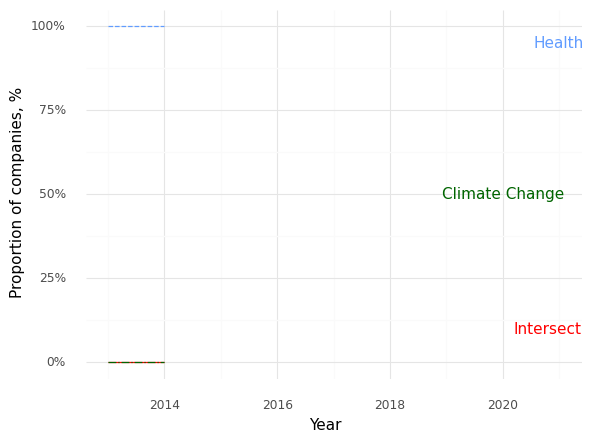 100%
Health
75%
Proportion of companies, %
50%
Climate Change
25%
Intersect
0%
2014 2016 2018 2020
Year